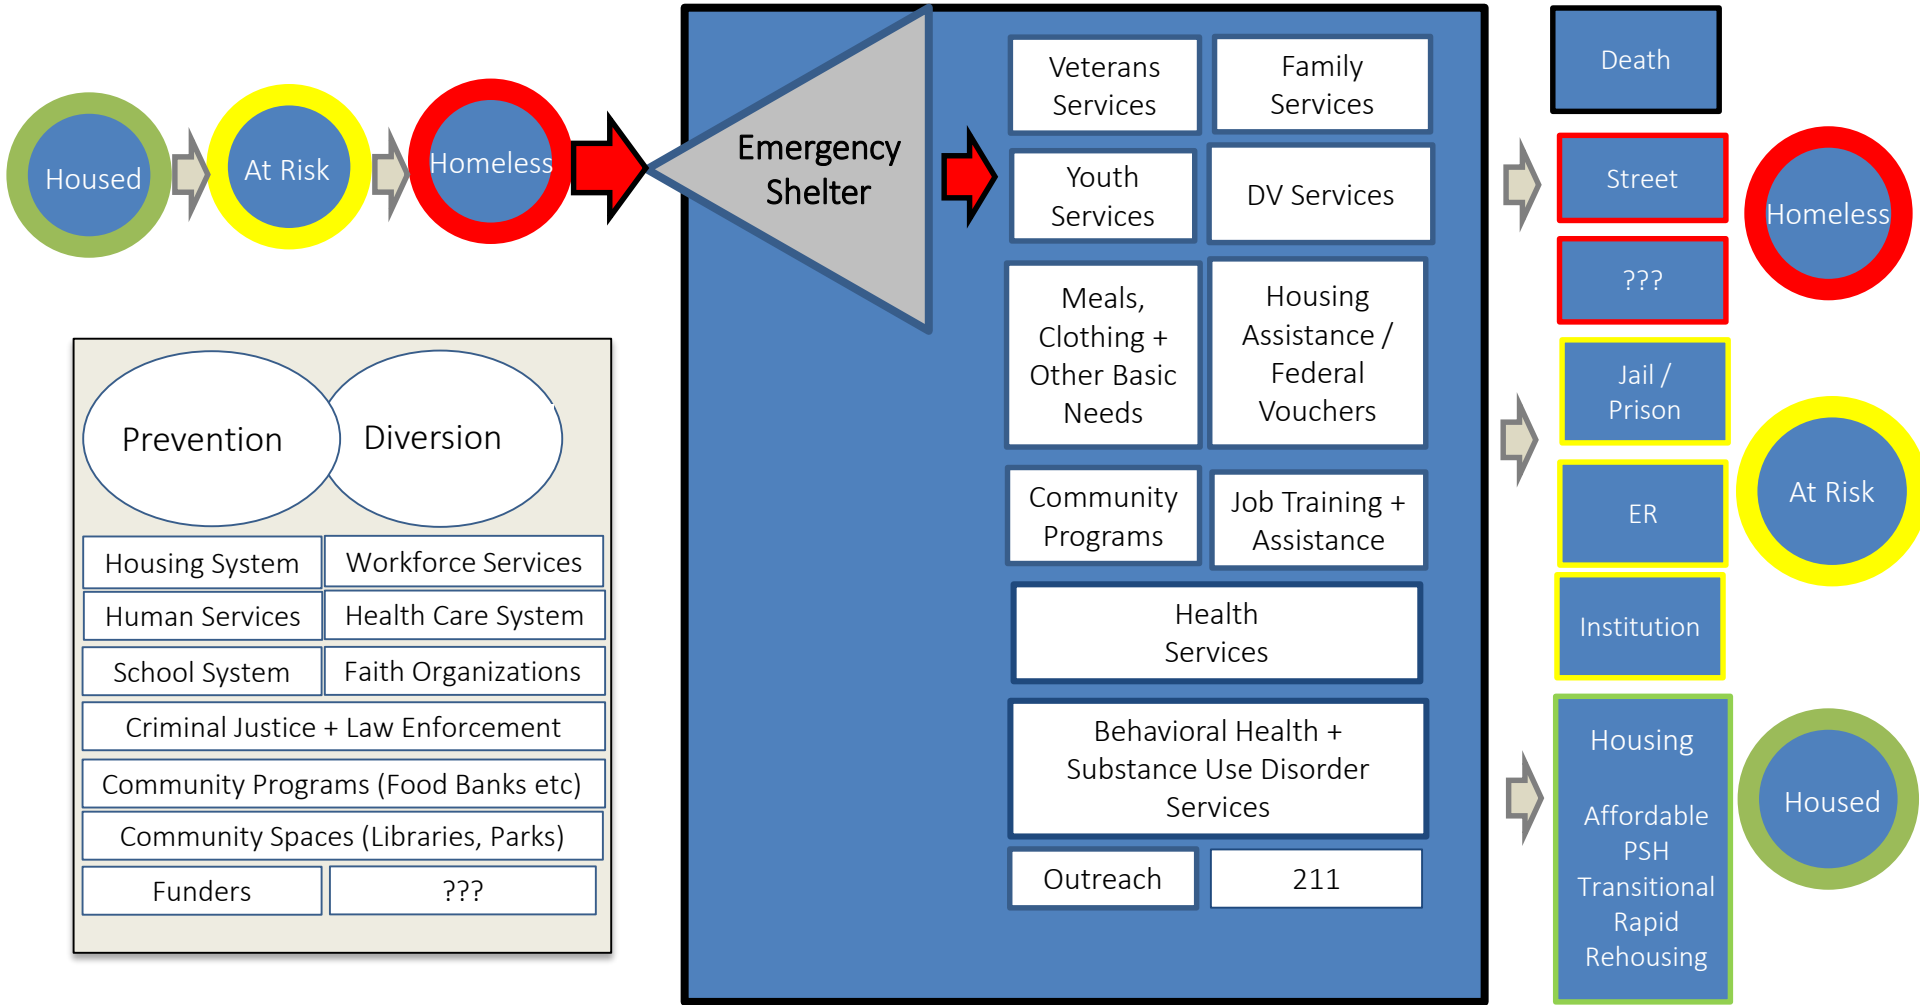 Housed
At Risk
Homeless
Emergency
Shelter
Prevention
Diversion
Housing System
Workforce Services
Human Services
Health Care System
School System
Faith Organizations
Criminal Justice + Law Enforcement
Community Programs (Food Banks etc)
Community Spaces (Libraries, Parks)
Funders
???
Veterans
Services
Family
Services
Youth
Services
DV Services
Meals,
Clothing +
Other Basic
Needs
Housing
Assistance /
Federal
Vouchers
Community
Programs
Job Training +
Assistance
Health
Services
Behavioral Health +
Substance Use Disorder
Services
Outreach
211
Death
Street
???
Homeless
Jail /
Prison
ER
Institution
At Risk
Housing
Affordable
PSH
Transitional
Rapid
Rehousing
Housed